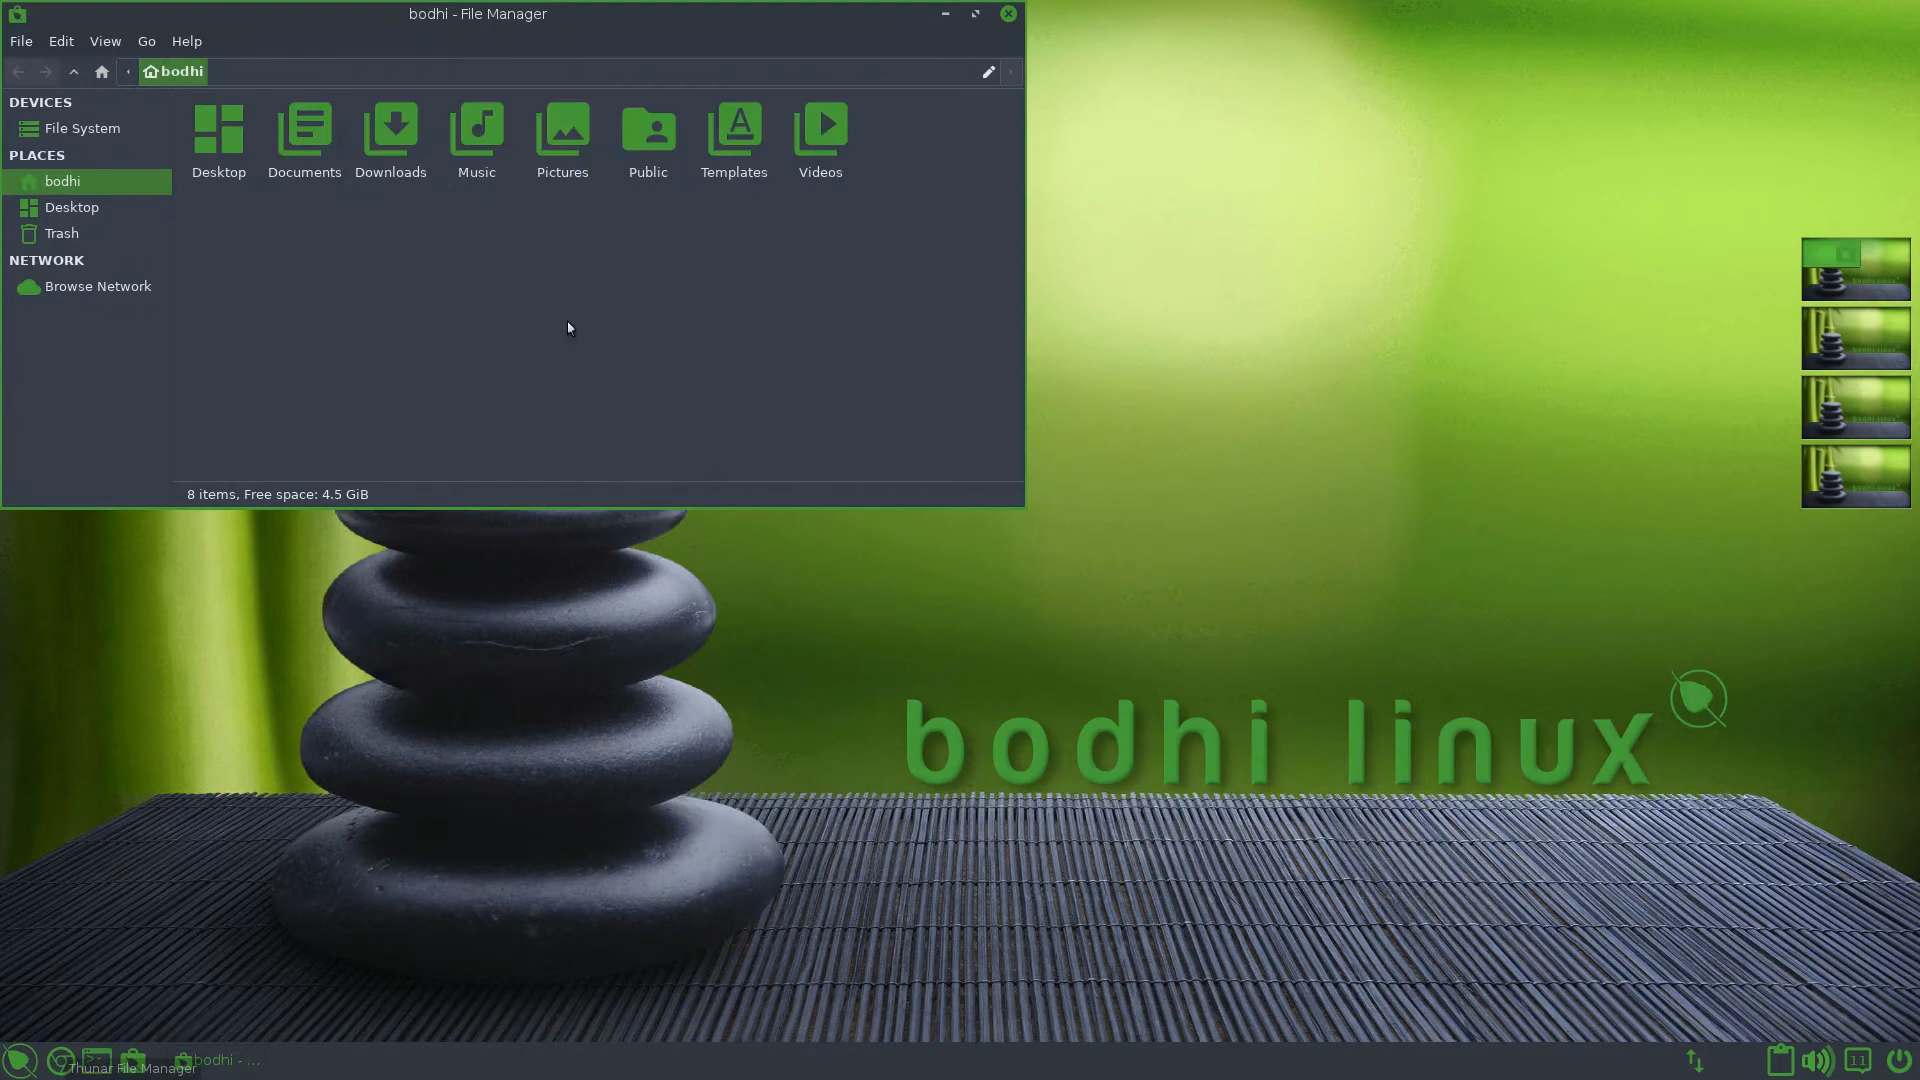 bodhi - File Manager
File Edit View Go Help
bodhi
DEVICES
File System
PLACES
bodhi
Desktop
Trash
NETWORK
Browse Network
Desktop Documents Downloads Music Pictures Public Templates Videos
8 items, Free space: 4.5 GiB
bodhi linux
bodhi - ...
Thunar File Manager
11